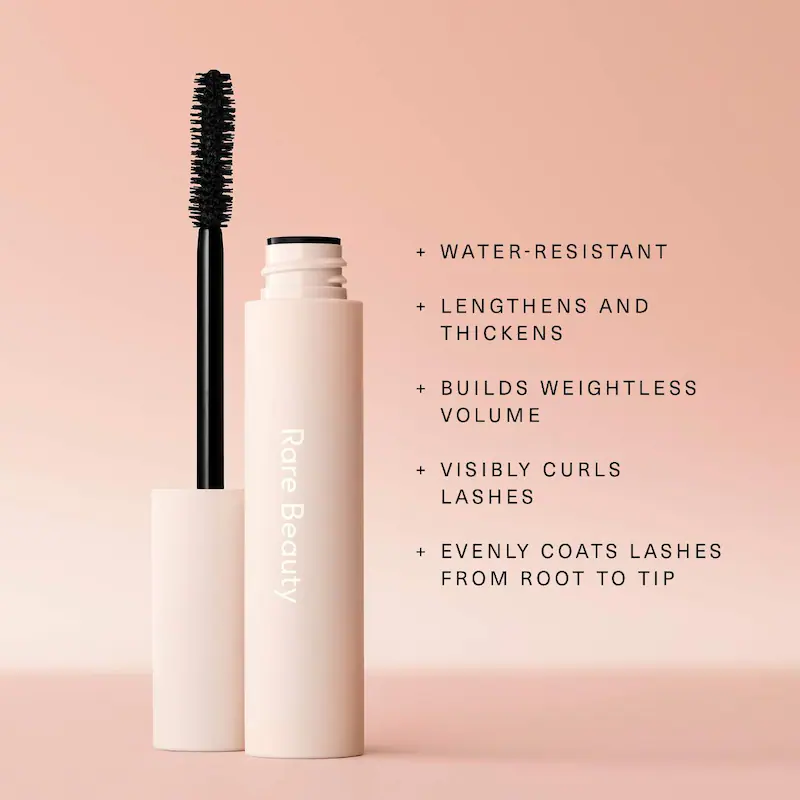 Rare Beauty
+ WATER-RESISTANT
+ LENGTHENS AND
THICKENS
+ BUILDS WEIGHTLESS
VOLUME
+ VISIBLY CURLS
LASHES
+ EVENLY COATS LASHES
FROM ROOT TO TIP